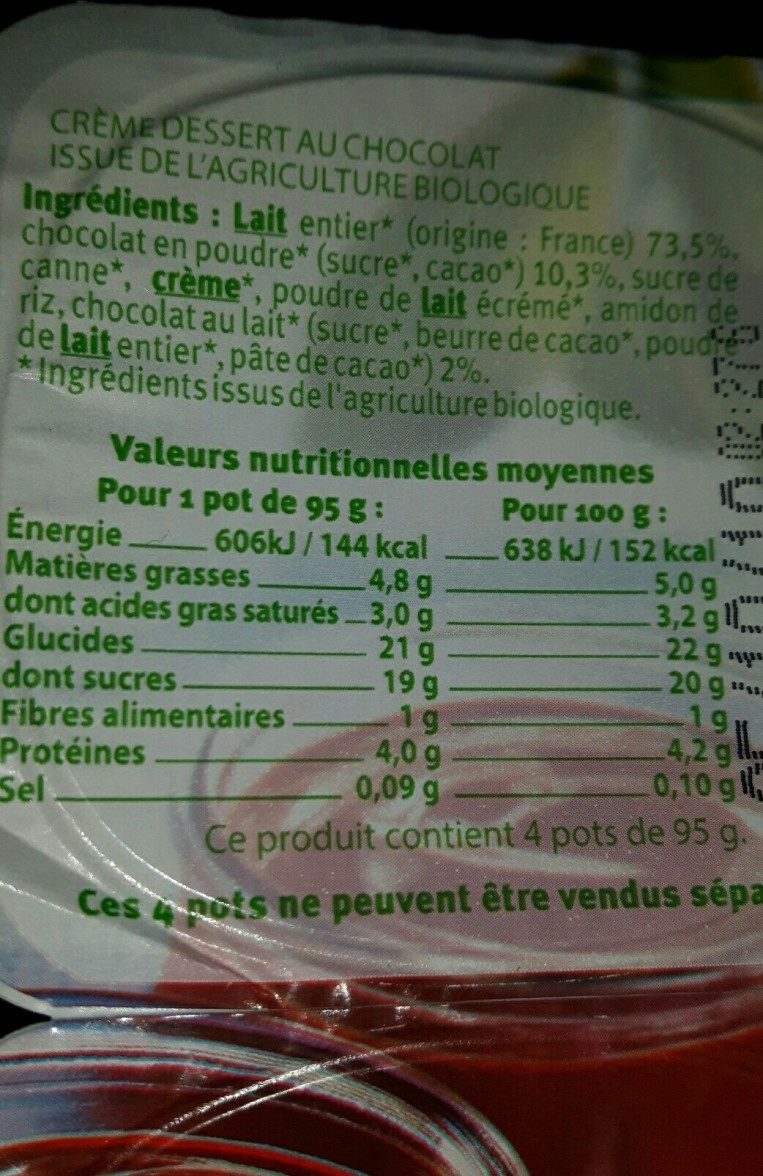 CRÈME DESSERT AU CHOCOLAT
ISSUE DE L'AGRICULTURE BIOLOGIQUE
Ingrédients : Lait entier* (origine : France) 73,5%,
chocolat en poudre* (sucre*, cacao*) 10,3%, sucre de
canne*, crème*, poudre de lait écrémé*, amidon de
riz, chocolat au lait* (sucre*, beurre de cacao*, poudre
de lait entier*, pâte de cacao*) 2%.
*Ingrédients issus de l'agriculture biologique.
Valeurs nutritionnelles moyennes
Pour 1 pot de 95 g : Pour 100 g :
Énergie 606kJ / 144 kcal 638 kJ / 152 kcal
Matières grasses 4,8 g 5,0 g
dont acides gras saturés 3,0 g 3,2 g
Glucides 21 g 22 g
dont sucres 19 g 20 g
Fibres alimentaires 1 g 1 g
Protéines 4,0 g 4,2 g
Sel 0,09 g 0,10 g
Ce produit contient 4 pots de 95 g.
Ces 4 pots ne peuvent être vendus sépa